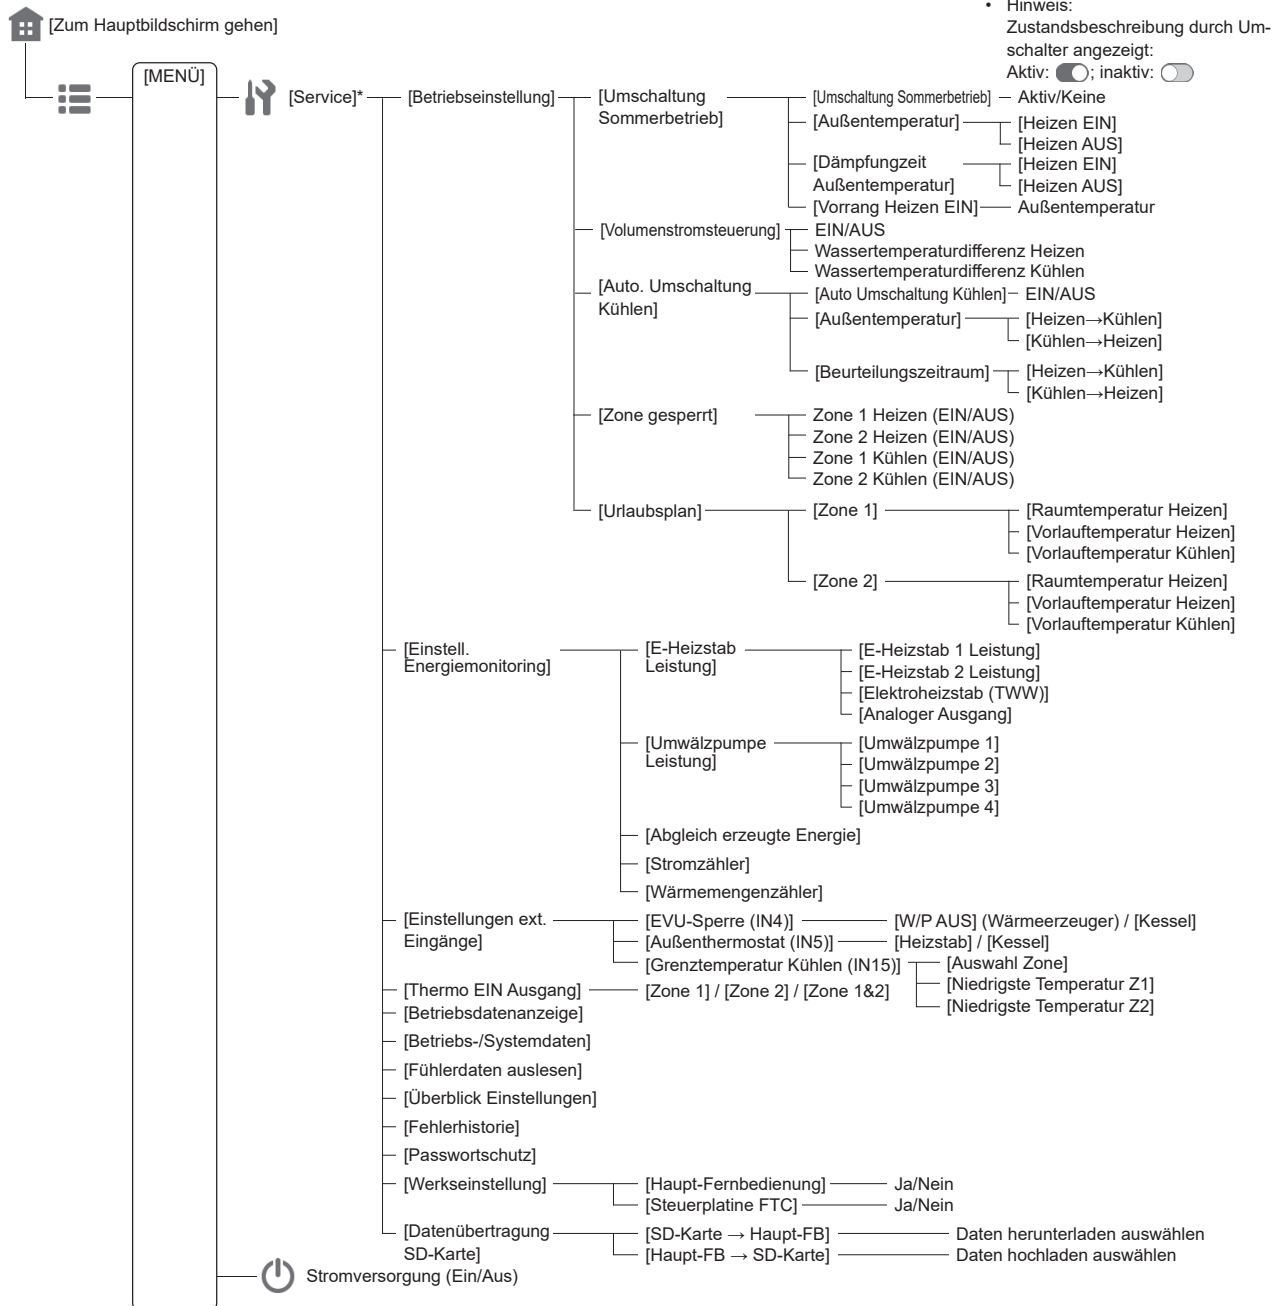 • Hinweis:
Zustandsbeschreibung durch Um-
schalter angezeigt:
Aktiv: ; inaktiv:
[Zum Hauptbildschirm gehen]
[MENÜ]
[Service]*
[Betriebseinstellung]
[Umschaltung
Sommerbetrieb]
[Umschaltung Sommerbetrieb]
Aktiv/Keine
[Außentemperatur]
[Heizen EIN]
[Heizen AUS]
[Dämpfungzeit
Außentemperatur]
[Heizen EIN]
[Heizen AUS]
[Vorrang Heizen EIN]
Außentemperatur
[Volumenstromsteuerung]
EIN/AUS
Wassertemperaturdifferenz Heizen
Wassertemperaturdifferenz Kühlen
[Auto. Umschaltung
Kühlen]
[Auto Umschaltung Kühlen]
EIN/AUS
[Außentemperatur]
[Heizen→Kühlen]
[Kühlen→Heizen]
[Beurteilungszeitraum]
[Heizen→Kühlen]
[Kühlen→Heizen]
[Zone gesperrt]
Zone 1 Heizen (EIN/AUS)
Zone 2 Heizen (EIN/AUS)
Zone 1 Kühlen (EIN/AUS)
Zone 2 Kühlen (EIN/AUS)
[Urlaubsplan]
[Zone 1]
[Raumtemperatur Heizen]
[Vorlauftemperatur Heizen]
[Vorlauftemperatur Kühlen]
[Zone 2]
[Raumtemperatur Heizen]
[Vorlauftemperatur Heizen]
[Vorlauftemperatur Kühlen]
[Einstell.
Energiemonitoring]
[E-Heizstab
Leistung]
[E-Heizstab 1 Leistung]
[E-Heizstab 2 Leistung]
[Elektroheizstab (TWW)]
[Analoger Ausgang]
[Umwälzpumpe
Leistung]
[Umwälzpumpe 1]
[Umwälzpumpe 2]
[Umwälzpumpe 3]
[Umwälzpumpe 4]
[Abgleich erzeugte Energie]
[Stromzähler]
[Wärmemengenzähler]
[Einstellungen ext.
Eingänge]
[EVU-Sperre (IN4)]
[W/P AUS] (Wärmeerzeuger) / [Kessel]
[Außenthermostat (IN5)]
[Heizstab] / [Kessel]
[Grenztemperatur Kühlen (IN15)]
[Auswahl Zone]
[Niedrigste Temperatur Z1]
[Niedrigste Temperatur Z2]
[Thermo EIN Ausgang]
[Zone 1] / [Zone 2] / [Zone 1&2]
[Betriebsdatenanzeige]
[Betriebs-/Systemdaten]
[Fühlerdaten auslesen]
[Überblick Einstellungen]
[Fehlerhistorie]
[Passwortschutz]
[Werkseinstellung]
[Haupt-Fernbedienung]
Ja/Nein
[Steuerplatine FTC]
Ja/Nein
[Datenübertragung
SD-Karte]
[SD-Karte → Haupt-FB]
Daten herunterladen auswählen
[Haupt-FB → SD-Karte]
Daten hochladen auswählen
Stromversorgung (Ein/Aus)